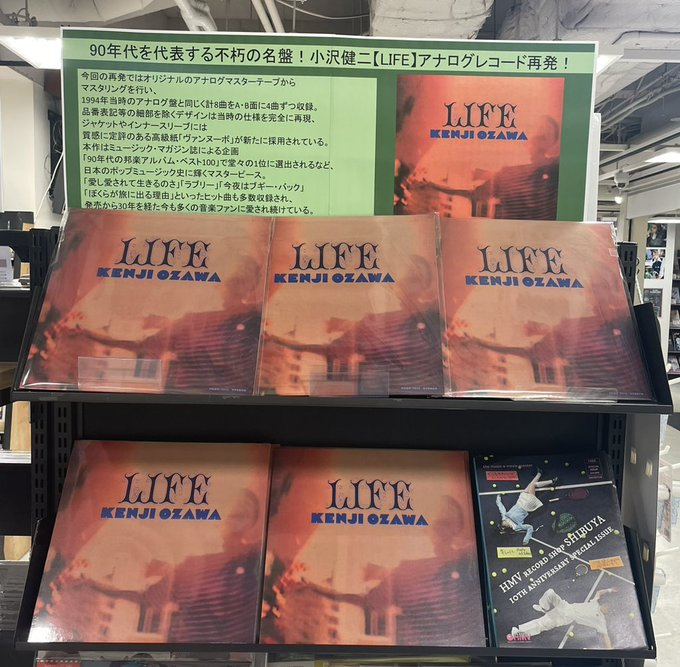 90年代を代表する不朽の名盤！小沢健二【LIFE】アナログレコード再発！
今回の再発ではオリジナルのアナログマスターテープから
マスタリングを行い、
1994年当時のアナログ盤と同じく計8曲をA・B面に4曲ずつ収録。
品番表記等の細部を除くデザインは当時の仕様を完全に再現、
ジャケットやインナースリーブには
質感に定評のある高級紙「ヴァンヌーボ」が新たに採用されている。
本作はミュージック・マガジン誌による企画
「90年代の邦楽アルバム・ベスト100」で堂々の1位に選出されるなど、
日本のポップミュージック史に輝くマスターピース。
「愛し愛されて生きるのさ」「ラブリー」「今夜はブギー・バック」
「ぼくらが旅に出る理由」といったヒット曲も多数収録され、
発売から30年を経た今も多くの音楽ファンに愛され続けている。
LIFE
KENJI OZAWA
LIFE
KENJI OZAWA
LIFE
KENJI OZAWA
LIFE
KENJI OZAWA
LIFE
KENJI OZAWA
LIFE
KENJI OZAWA
HMV RECORD SHOP SHIBUYA
10TH ANNIVERSARY SPECIAL ISSUE